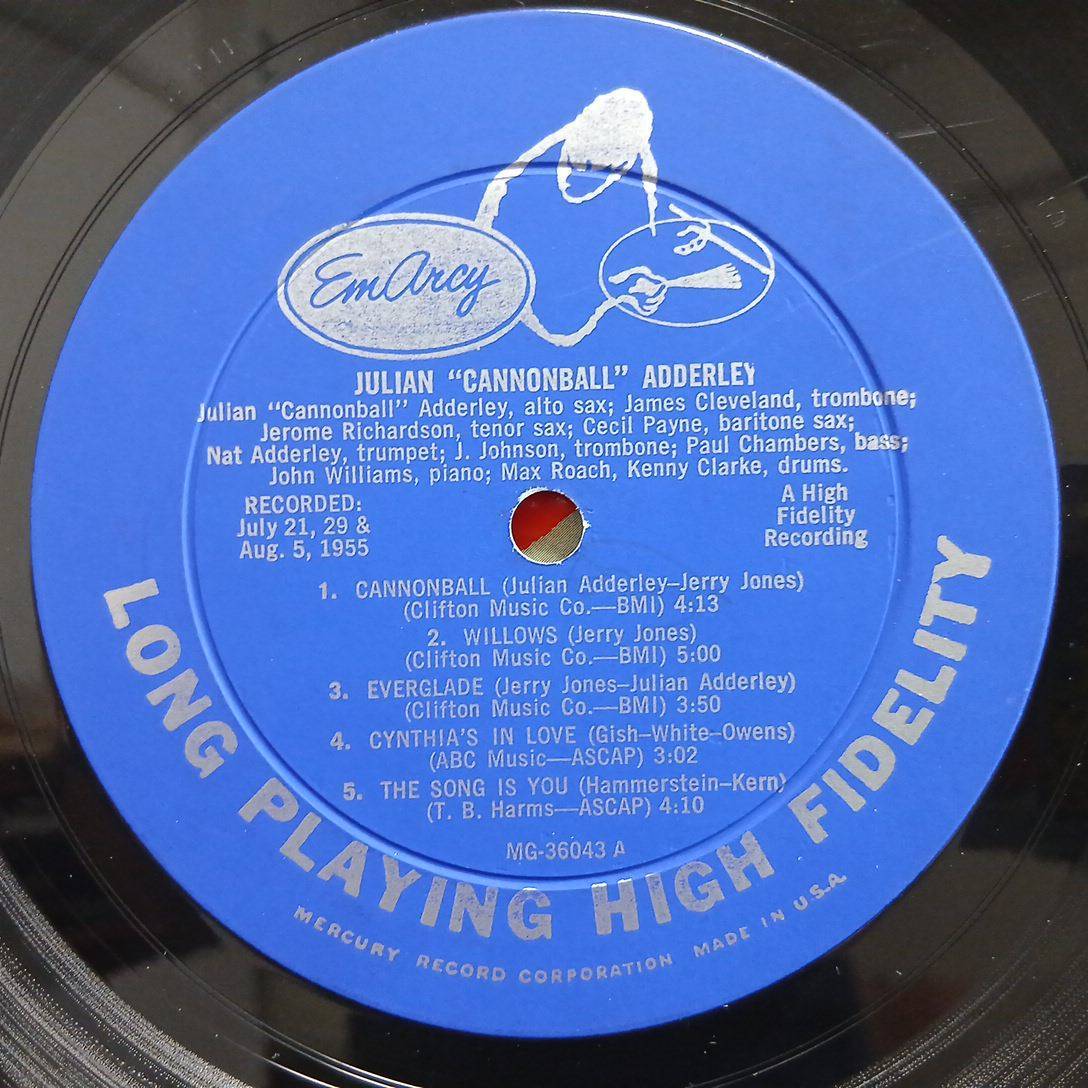 EmArcy
JULIAN “CANNONBALL” ADDERLEY
Julian “Cannonball” Adderley, alto sax; James Cleveland, trombone;
Jerome Richardson, tenor sax; Cecil Payne, baritone sax;
Nat Adderley, trumpet; J. Johnson, trombone; Paul Chambers, bass;
John Williams, piano; Max Roach, Kenny Clarke, drums.
RECORDED:
July 21, 29 &
Aug. 5, 1955
A High
Fidelity
Recording
1. CANNONBALL (Julian Adderley–Jerry Jones)
(Clifton Music Co.—BMI) 4:13
2. WILLOWS (Jerry Jones)
(Clifton Music Co.—BMI) 5:00
3. EVERGLADE (Jerry Jones–Julian Adderley)
(Clifton Music Co.—BMI) 3:50
4. CYNTHIA'S IN LOVE (Gish–White–Owens)
(ABC Music—ASCAP) 3:02
5. THE SONG IS YOU (Hammerstein–Kern)
(T. B. Harms—ASCAP) 4:10
MG-36043 A
LONG PLAYING HIGH FIDELITY
MERCURY RECORD CORPORATION MADE IN U.S.A.